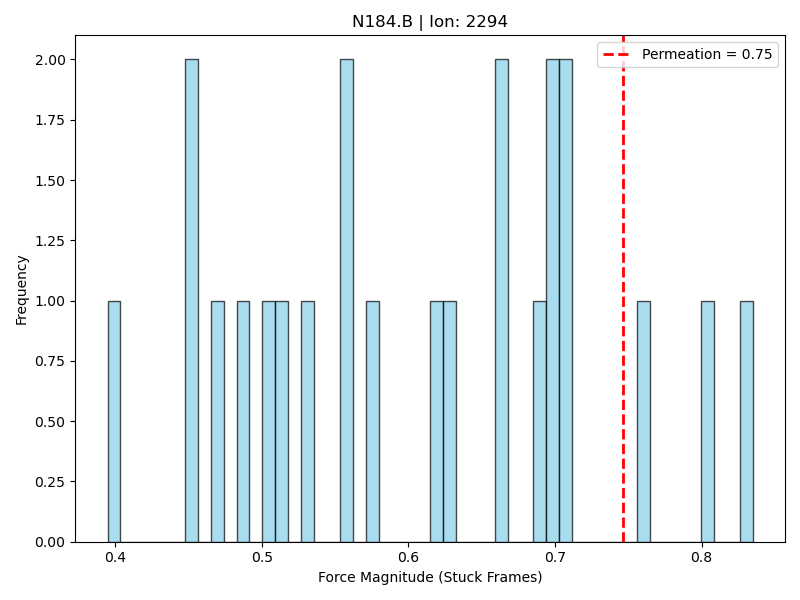 N184.B | Ion: 2294
Permeation = 0.75
Frequency
2.00
1.75
1.50
1.25
1.00
0.75
0.50
0.25
0.00
0.4 0.5 0.6 0.7 0.8
Force Magnitude (Stuck Frames)